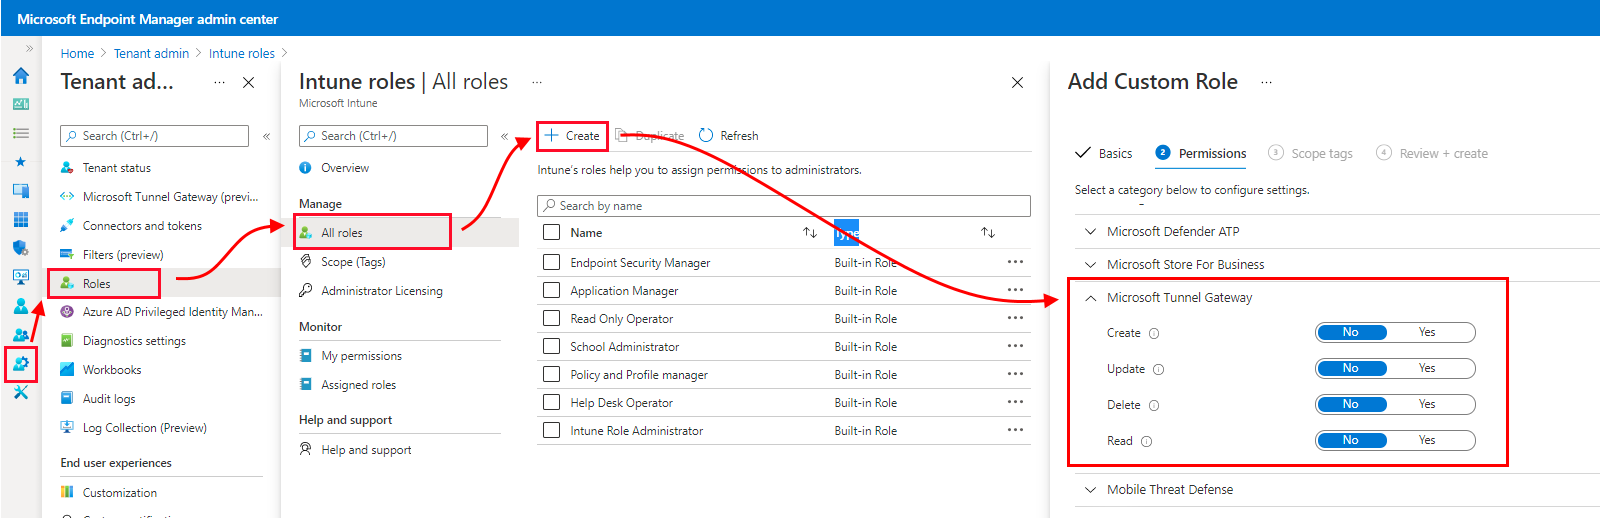 Microsoft Endpoint Manager admin center
Home > Tenant admin > Intune roles >
Tenant ad...
Search (Ctrl+/)
Tenant status
Microsoft Tunnel Gateway (previ...
Connectors and tokens
Filters (preview)
Roles
Azure AD Privileged Identity Man...
Diagnostics settings
Workbooks
Audit logs
Log Collection (Preview)
End user experiences
Customization
Intune roles | All roles
Microsoft Intune
Search (Ctrl+/)
Overview
Manage
All roles
Scope (Tags)
Administrator Licensing
Monitor
My permissions
Assigned roles
Help and support
Help and support
Create Duplicate Refresh
Intune's roles help you to assign permissions to administrators.
Search by name
Name Type
Endpoint Security Manager Built-in Role
Application Manager Built-in Role
Read Only Operator Built-in Role
School Administrator Built-in Role
Policy and Profile manager Built-in Role
Help Desk Operator Built-in Role
Intune Role Administrator Built-in Role
Add Custom Role
Basics 2 Permissions 3 Scope tags 4 Review + create
Select a category below to configure settings.
Microsoft Defender ATP
Microsoft Store For Business
Microsoft Tunnel Gateway
Create No Yes
Update No Yes
Delete No Yes
Read No Yes
Mobile Threat Defense